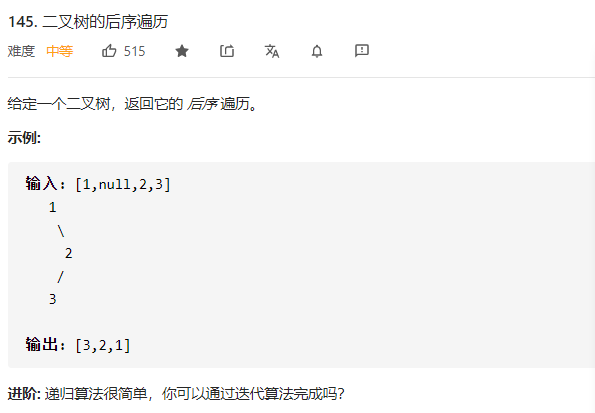 145. 二叉树的后序遍历
难度 中等 515
给定一个二叉树，返回它的 后序 遍历。
示例:
输入: [1,null,2,3]
1
\
2
/
3
输出: [3,2,1]
进阶: 递归算法很简单，你可以通过迭代算法完成吗？